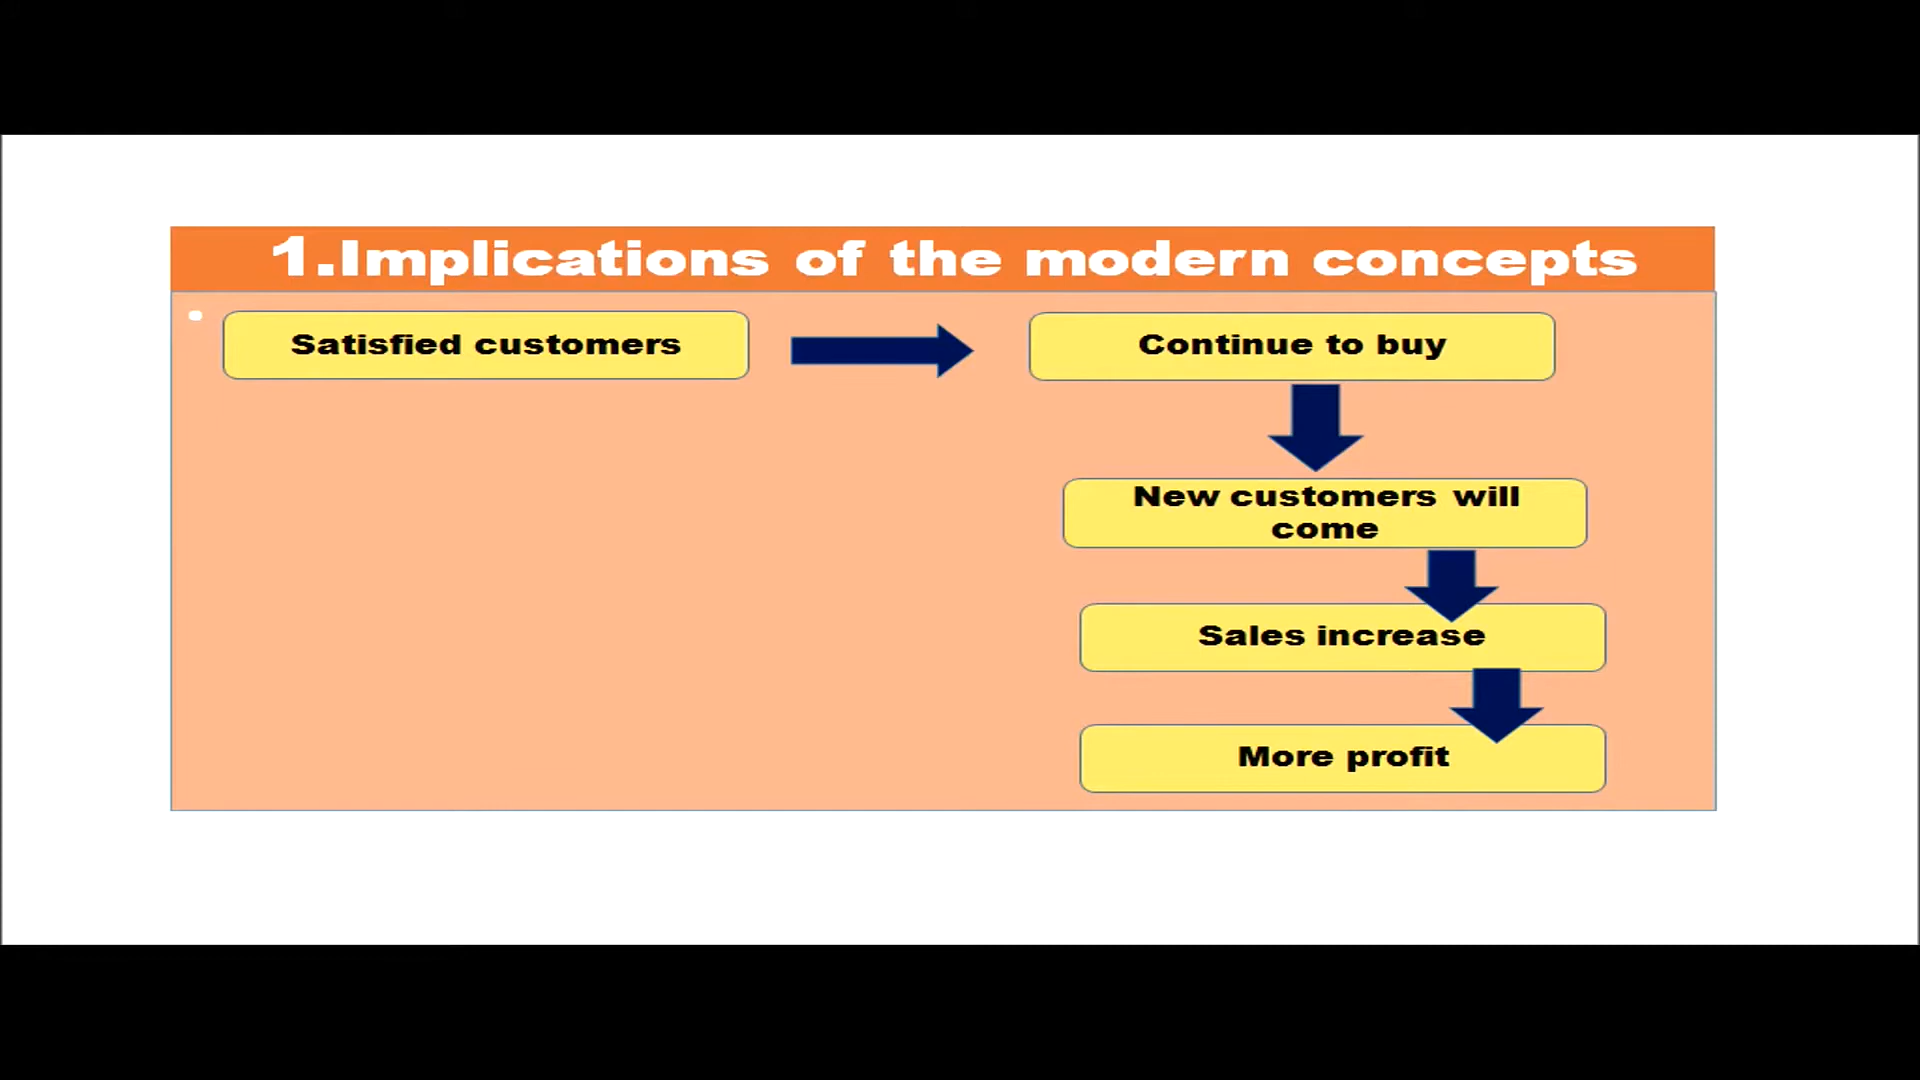 1.Implications of the modern concepts
Satisfied customers
Continue to buy
New customers will
come
Sales increase
More profit